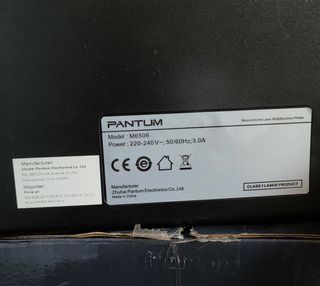 PANTUM
Monochrome Laser Multifunction Printer
Model : M6506
Power : 220-240V~, 50/60Hz, 3.0A
Manufacturer:
Zhuhai Pantum Electronics Co.,Ltd.
Made in China
CLASS 1 LASER PRODUCT
Manufacturer:
Zhuhai Pantum Electronics Co.,Ltd.
Importer: